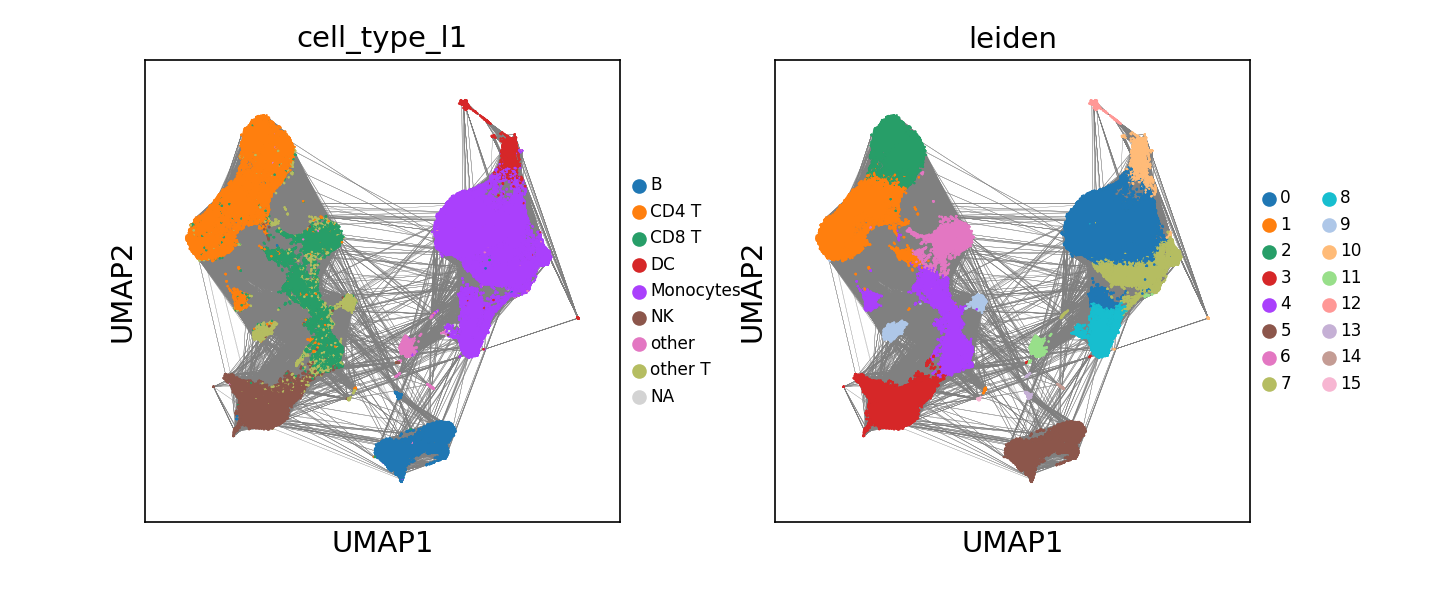 cell_type_l1
UMAP2
UMAP1
B
CD4 T
CD8 T
DC
Monocytes
NK
other
other T
NA
leiden
UMAP2
UMAP1
0
1
2
3
4
5
6
7
8
9
10
11
12
13
14
15